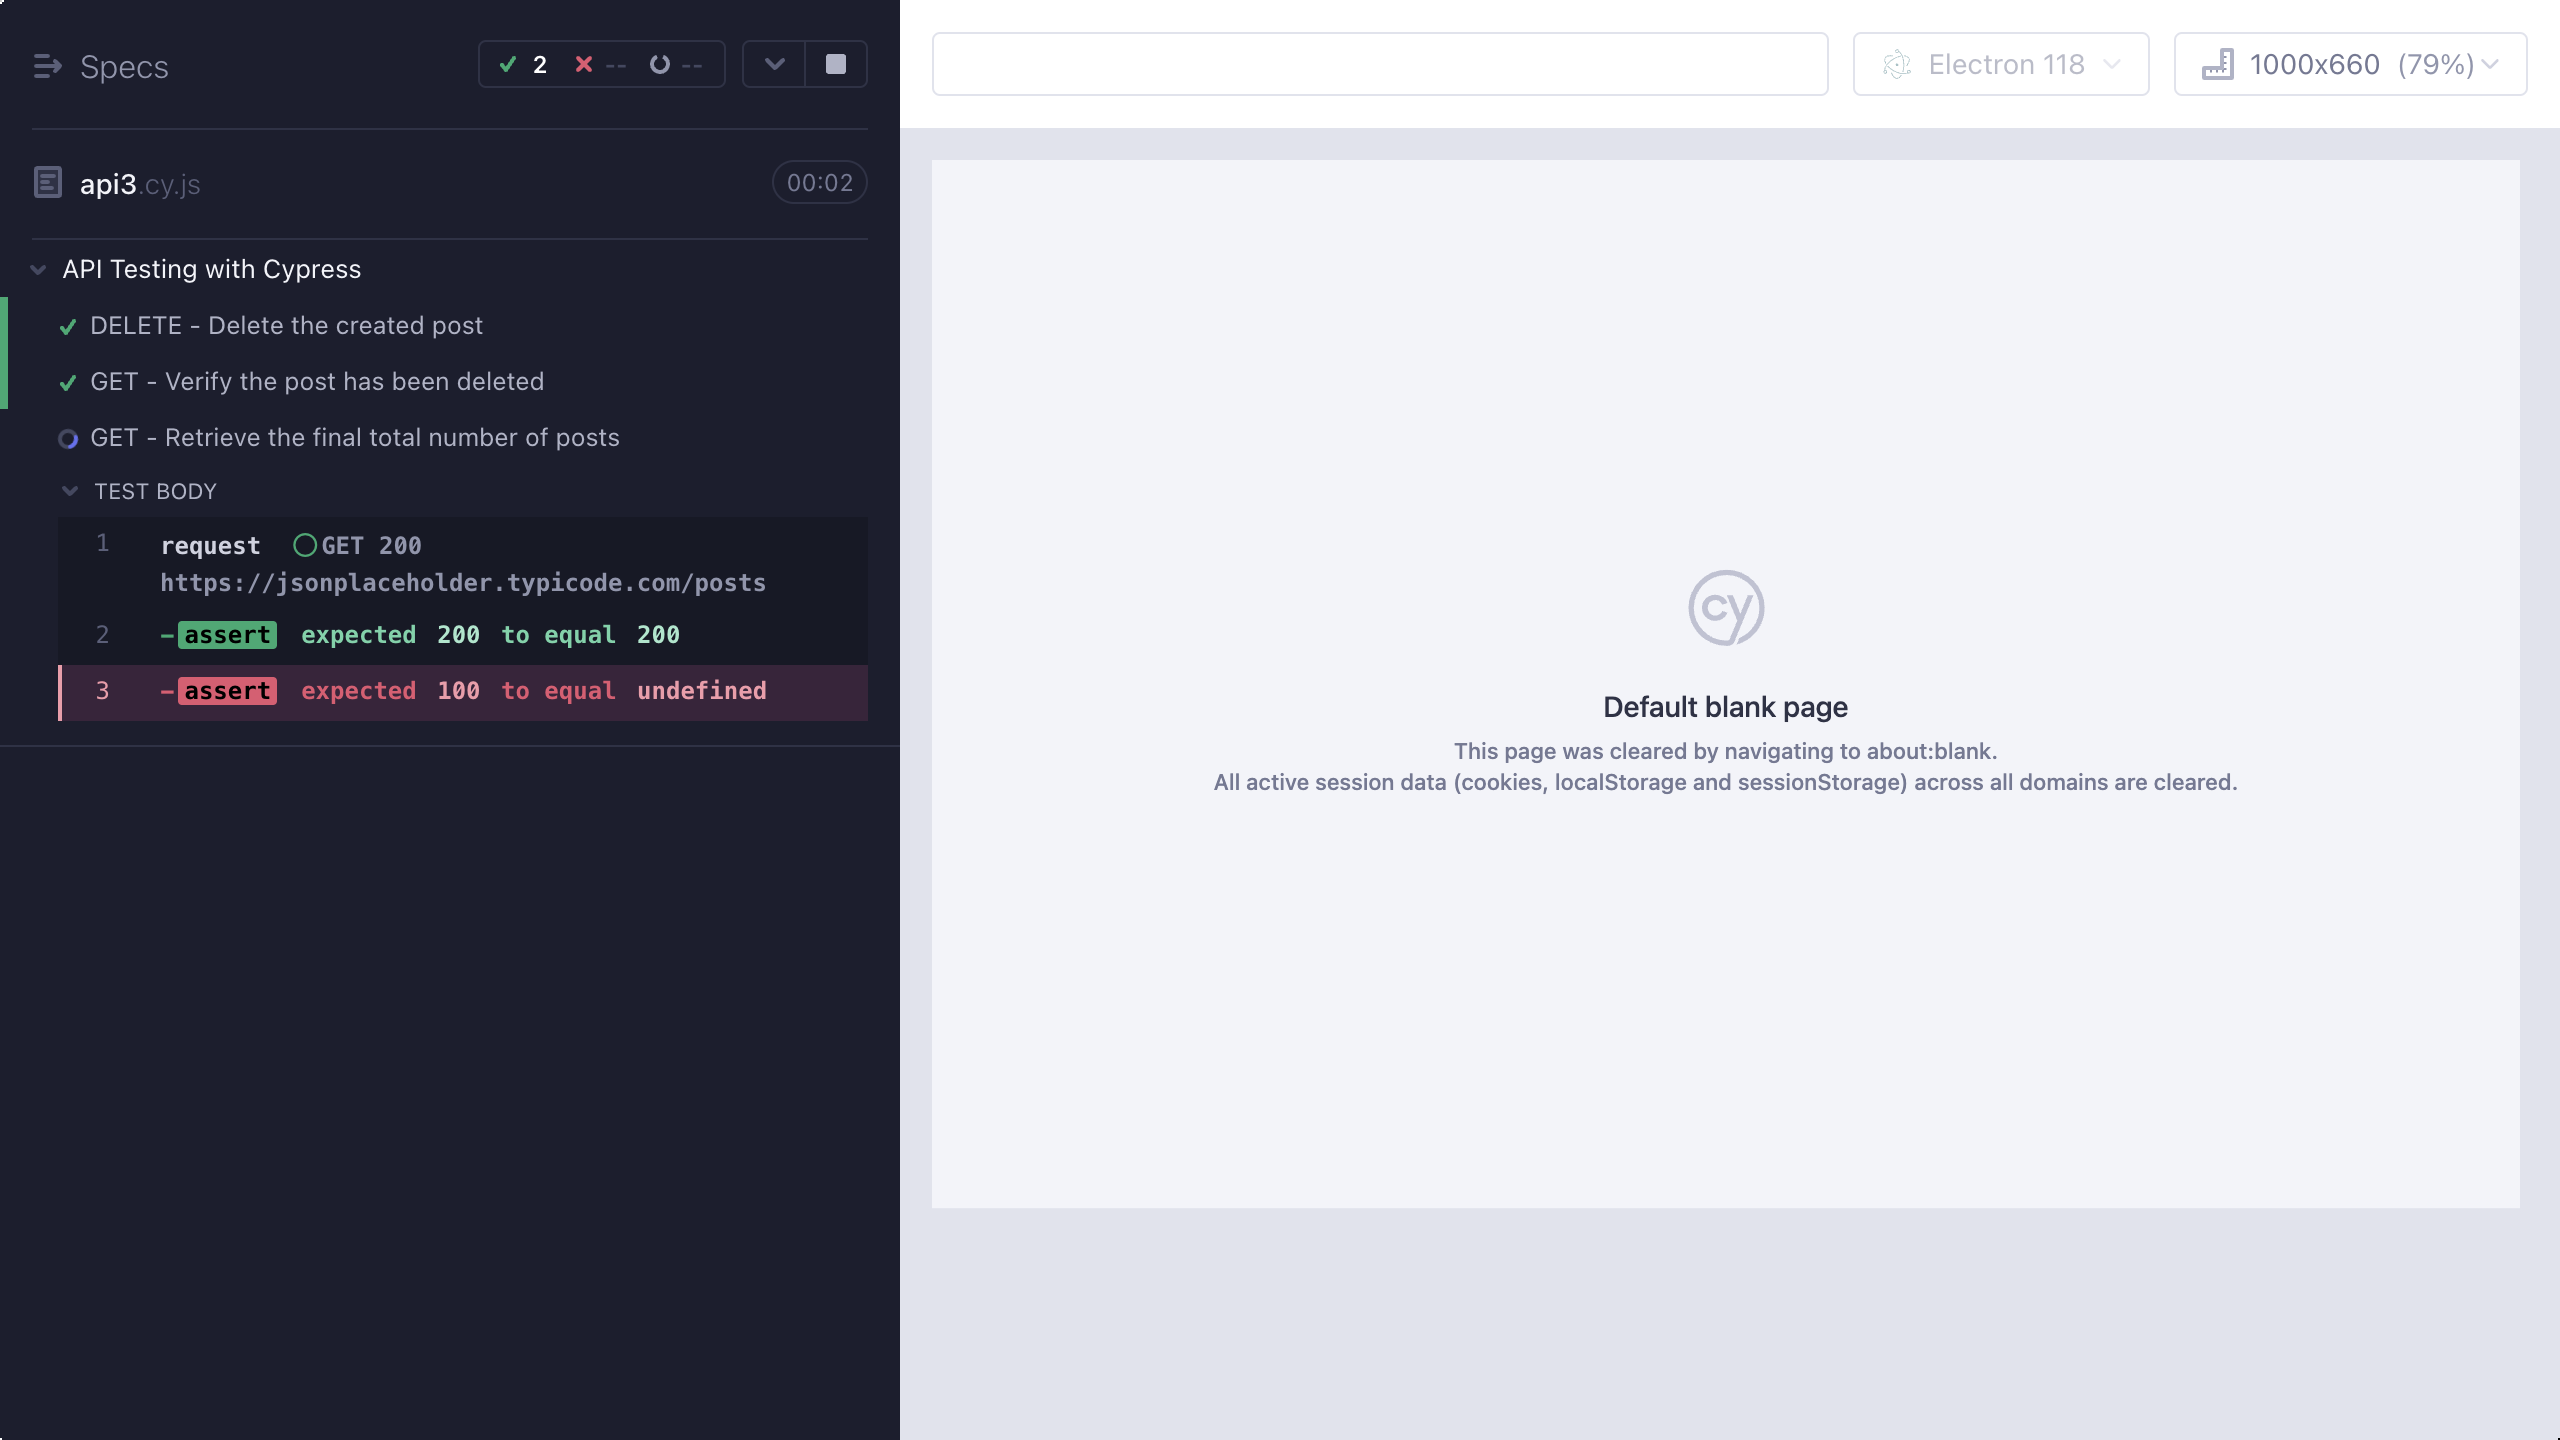 Specs
2 -- --
api3.cy.js 00:02
API Testing with Cypress
DELETE - Delete the created post
GET - Verify the post has been deleted
GET - Retrieve the final total number of posts
TEST BODY
1 request GET 200
https://jsonplaceholder.typicode.com/posts
2 -assert expected 200 to equal 200
3 -assert expected 100 to equal undefined
Electron 118
1000x660 (79%)
cy
Default blank page
This page was cleared by navigating to about:blank.
All active session data (cookies, localStorage and sessionStorage) across all domains are cleared.